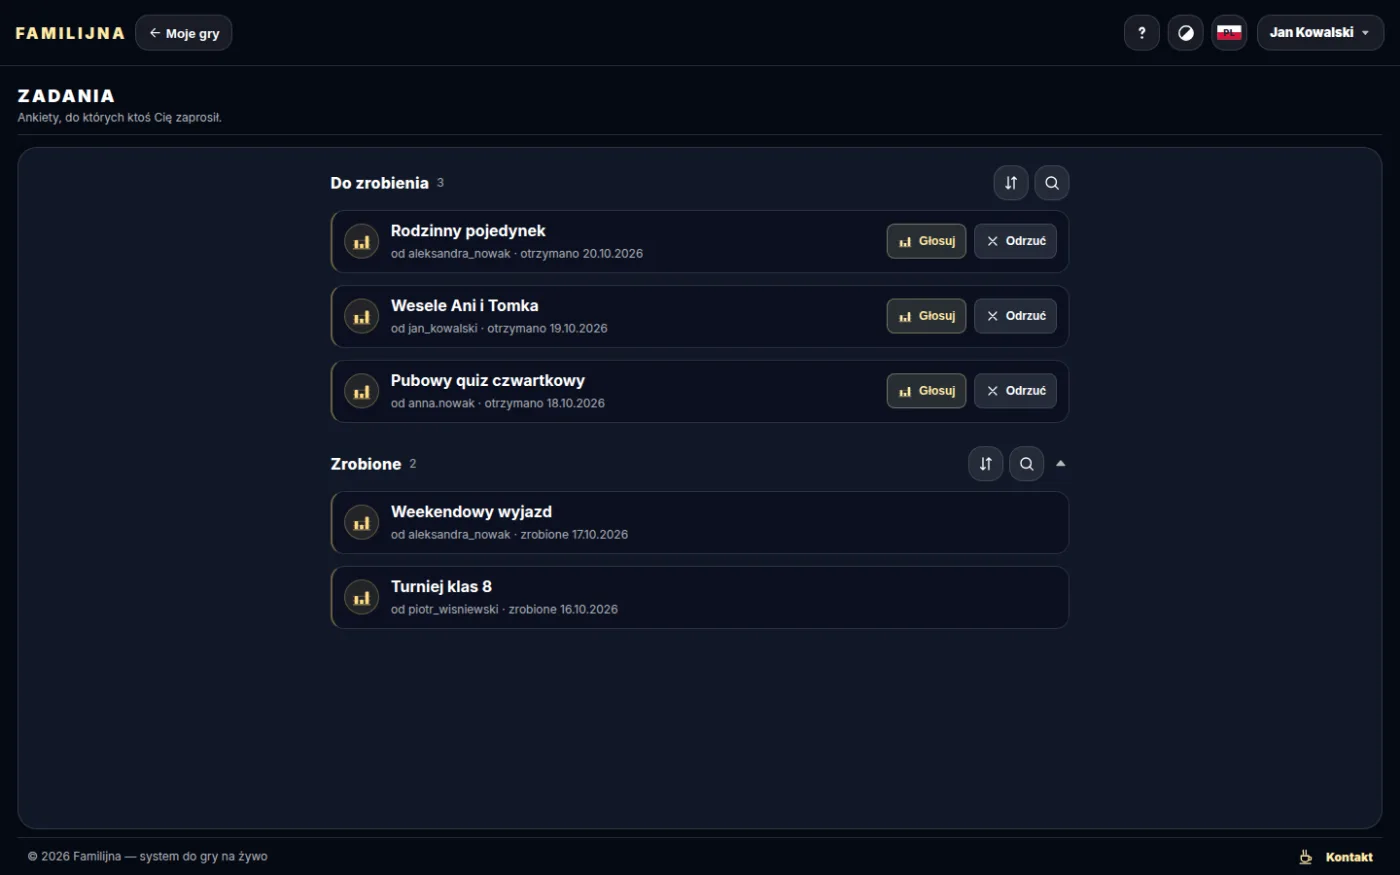 FAMILIJNA
← Moje gry
?
PL
Jan Kowalski
ZADANIA
Ankiety, do których ktoś Cię zaprosił.
Do zrobienia 3
Rodzinny pojedynek
od aleksandra_nowak · otrzymano 20.10.2026
Głosuj
Odrzuć
Wesele Ani i Tomka
od jan_kowalski · otrzymano 19.10.2026
Głosuj
Odrzuć
Pubowy quiz czwartkowy
od anna.nowak · otrzymano 18.10.2026
Głosuj
Odrzuć
Zrobione 2
Weekendowy wyjazd
od aleksandra_nowak · zrobione 17.10.2026
Turniej klas 8
od piotr_wisniewski · zrobione 16.10.2026
© 2026 Familijna — system do gry na żywo
Kontakt